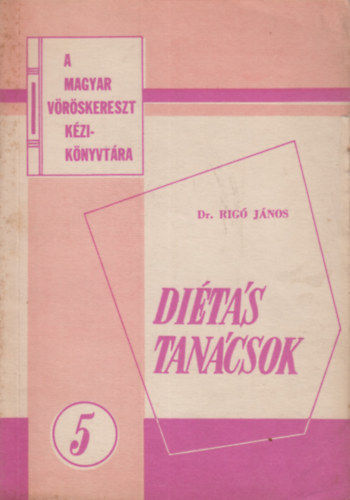 A
MAGYAR
VÖRÖSKERESZT
KÉZI-
KÖNYVTÁRA
Dr. RIGÓ JÁNOS
DIÉTÁS
TANÁCSOK
5